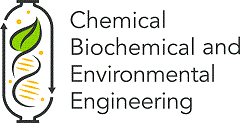 Chemical
Biochemical and
Environmental
Engineering